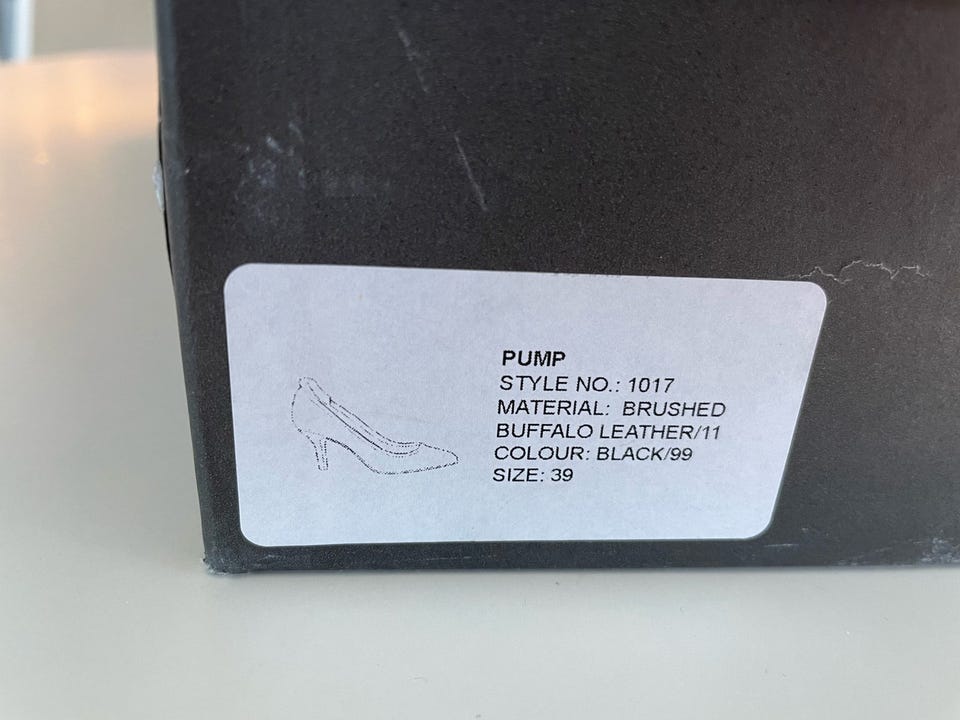 PUMP
STYLE NO.: 1017
MATERIAL: BRUSHED
BUFFALO LEATHER/11
COLOUR: BLACK/99
SIZE: 39